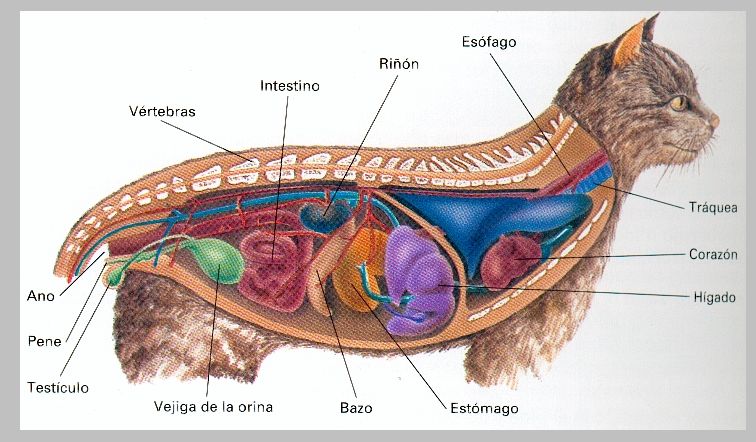 Esófago
Riñón
Intestino
Vértebras
Tráquea
Corazón
Hígado
Ano
Pene
Testículo
Vejiga de la orina
Bazo
Estómago